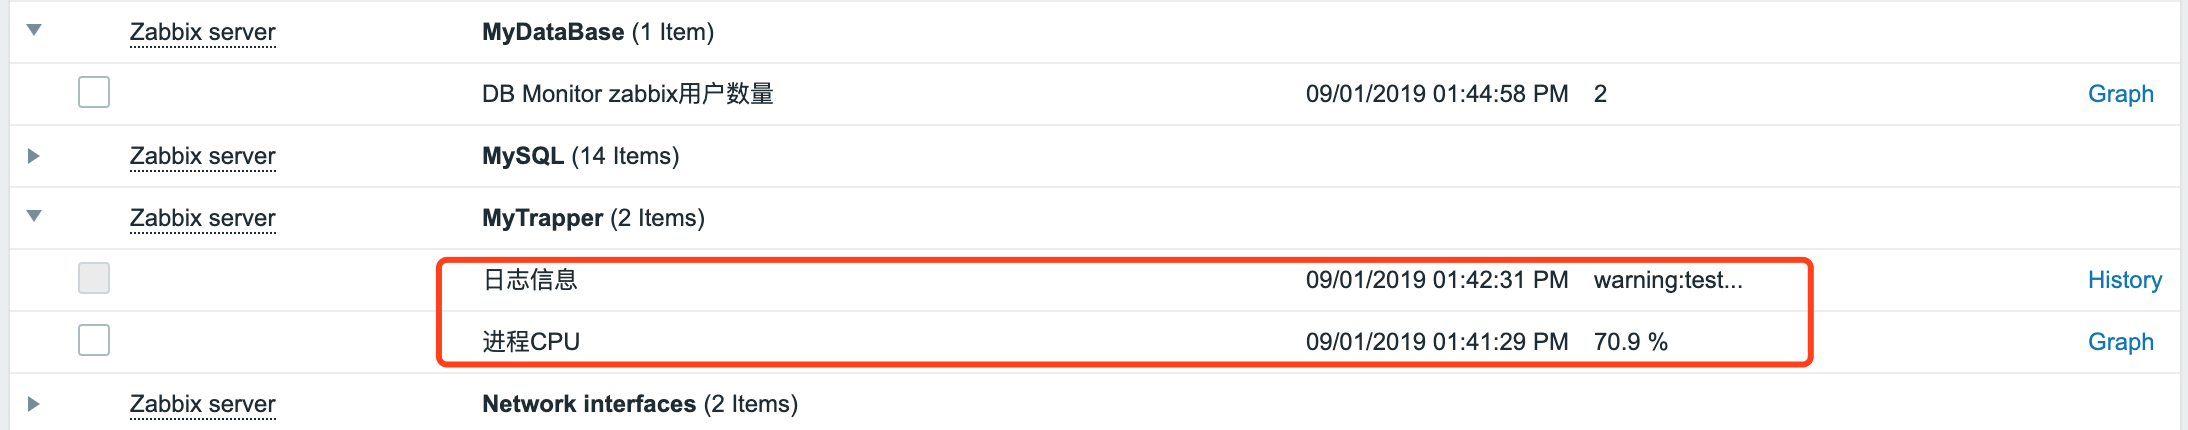 Zabbix server MyDataBase (1 Item)
DB Monitor zabbix用户数量 09/01/2019 01:44:58 PM 2 Graph
Zabbix server MySQL (14 Items)
Zabbix server MyTrapper (2 Items)
日志信息 09/01/2019 01:42:31 PM warning:test... History
进程CPU 09/01/2019 01:41:29 PM 70.9 % Graph
Zabbix server Network interfaces (2 Items)